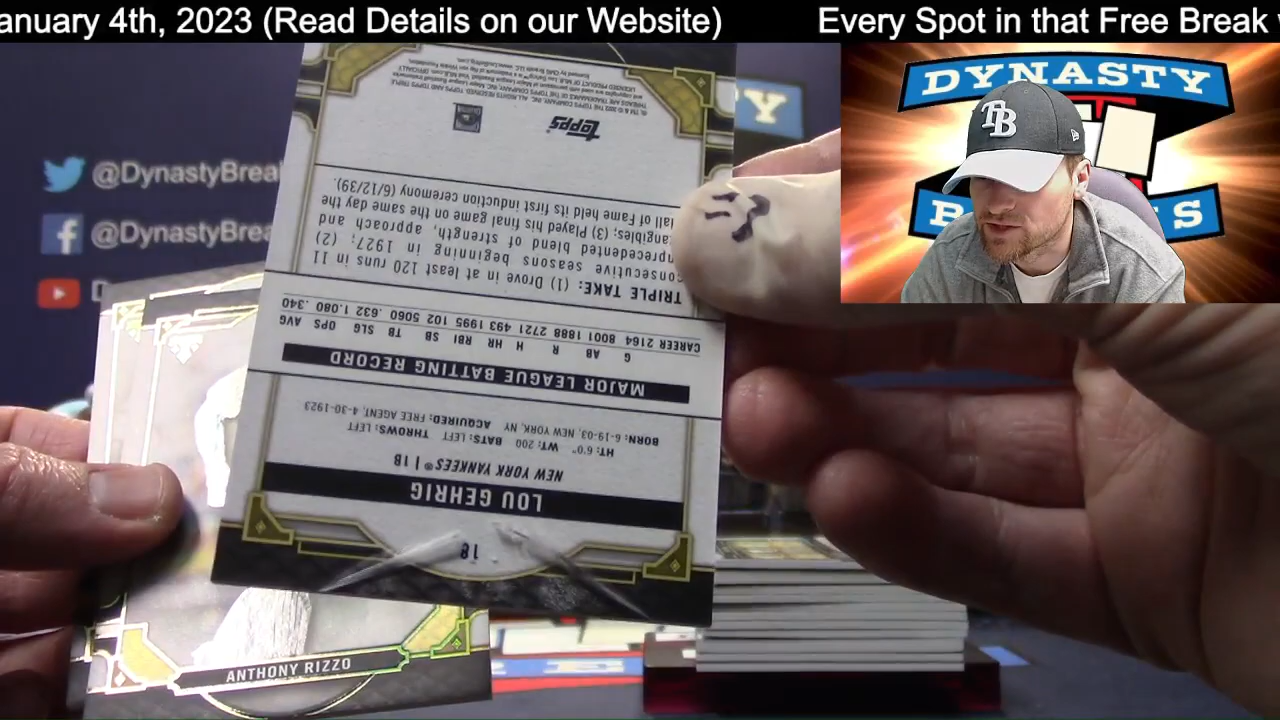 anuary 4th, 2023 (Read Details on our Website) Every Spot in that Free Break
@DynastyBrea
@DynastyBrea
D
DYNASTY
TB
B S
18
LOU GEHRIG
NEW YORK YANKEES® | 1B
HT: 6'0" WT: 200 BATS: LEFT THROWS: LEFT
BORN: 6-19-03, NEW YORK, NY ACQUIRED: FREE AGENT, 4-30-1923
MAJOR LEAGUE BATTING RECORD
G AB R H HR RBI SB TB SLG OPS AVG
CAREER 2164 8001 1888 2721 493 1995 102 5060 .632 1.080 .340
TRIPLE TAKE: (1) Drove in at least 120 runs in 11
consecutive seasons beginning in 1927; (2)
precedented blend of strength, approach, and
tangibles; (3) Played his final game on the same day the
Hall of Fame held its first induction ceremony (6/12/39).
topps
ANTHONY RIZZO